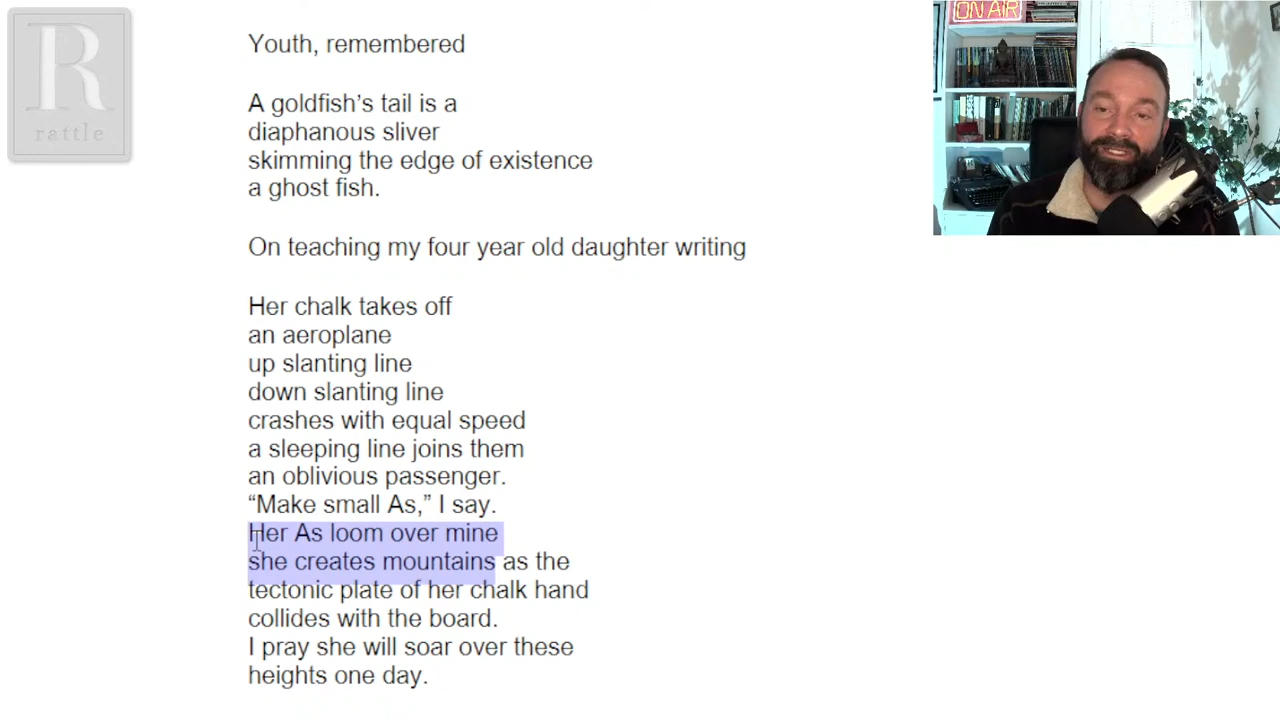 R
rattle
ON AIR
Youth, remembered
A goldfish’s tail is a
diaphanous sliver
skimming the edge of existence
a ghost fish.
On teaching my four year old daughter writing
Her chalk takes off
an aeroplane
up slanting line
down slanting line
crashes with equal speed
a sleeping line joins them
an oblivious passenger.
“Make small As,” I say.
Her As loom over mine
she creates mountains as the
tectonic plate of her chalk hand
collides with the board.
I pray she will soar over these
heights one day.